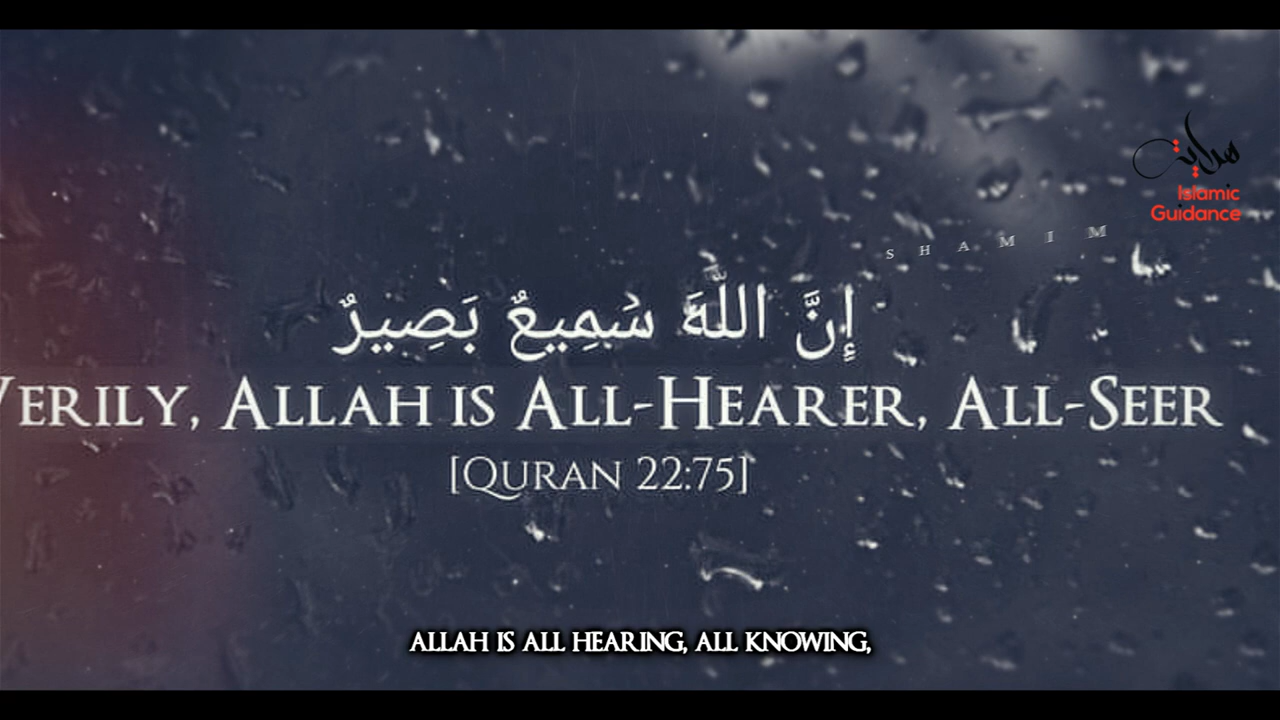 هداية
Islamic
Guidance
SHAMIM
إِنَّ اللَّهَ سَمِيعٌ بَصِيرٌ
VERILY, ALLAH IS ALL-HEARER, ALL-SEER
[QURAN 22:75]
ALLAH IS ALL HEARING, ALL KNOWING,